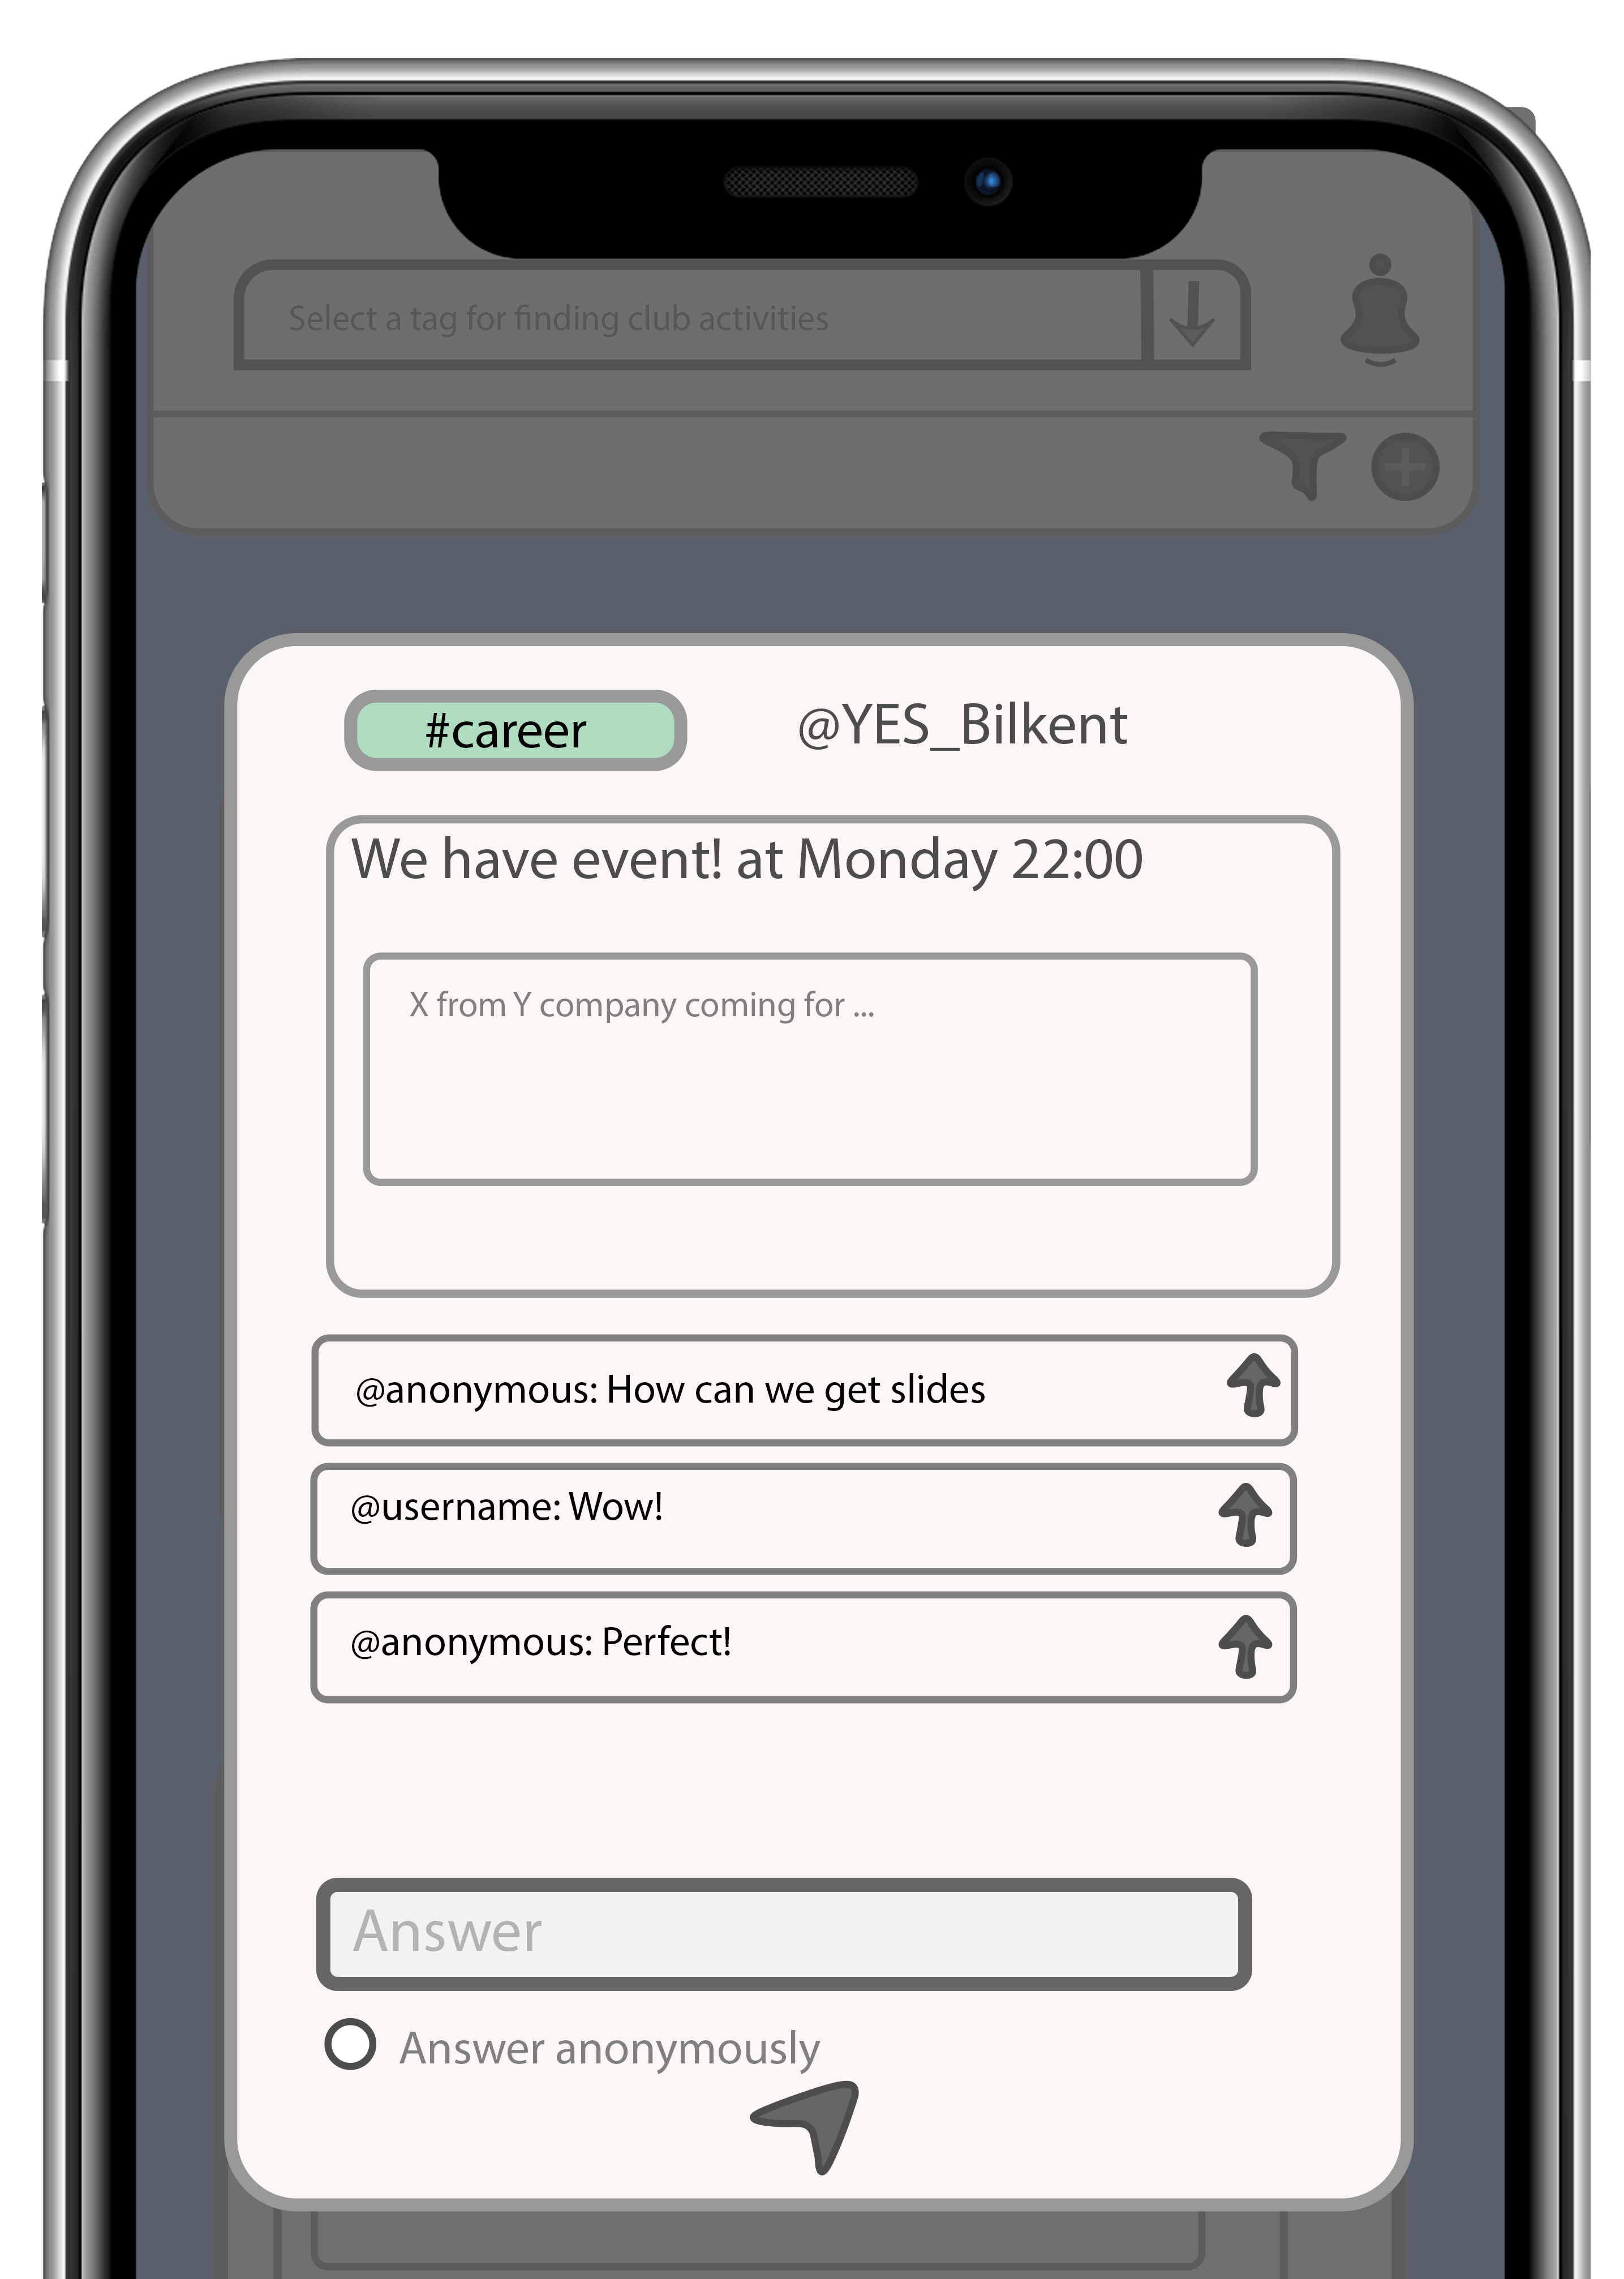 Select a tag for finding club activities
#career
@YES_Bilkent
We have event! at Monday 22:00
X from Y company coming for ...
@anonymous: How can we get slides
@username: Wow!
@anonymous: Perfect!
Answer
Answer anonymously